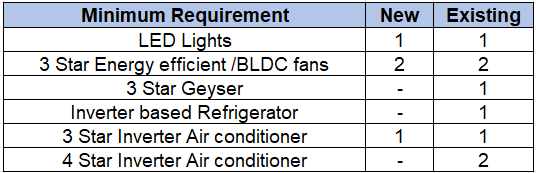 Minimum Requirement New Existing
LED Lights 1 1
3 Star Energy efficient /BLDC fans 2 2
3 Star Geyser - 1
Inverter based Refrigerator - 1
3 Star Inverter Air conditioner 1 1
4 Star Inverter Air conditioner - 2